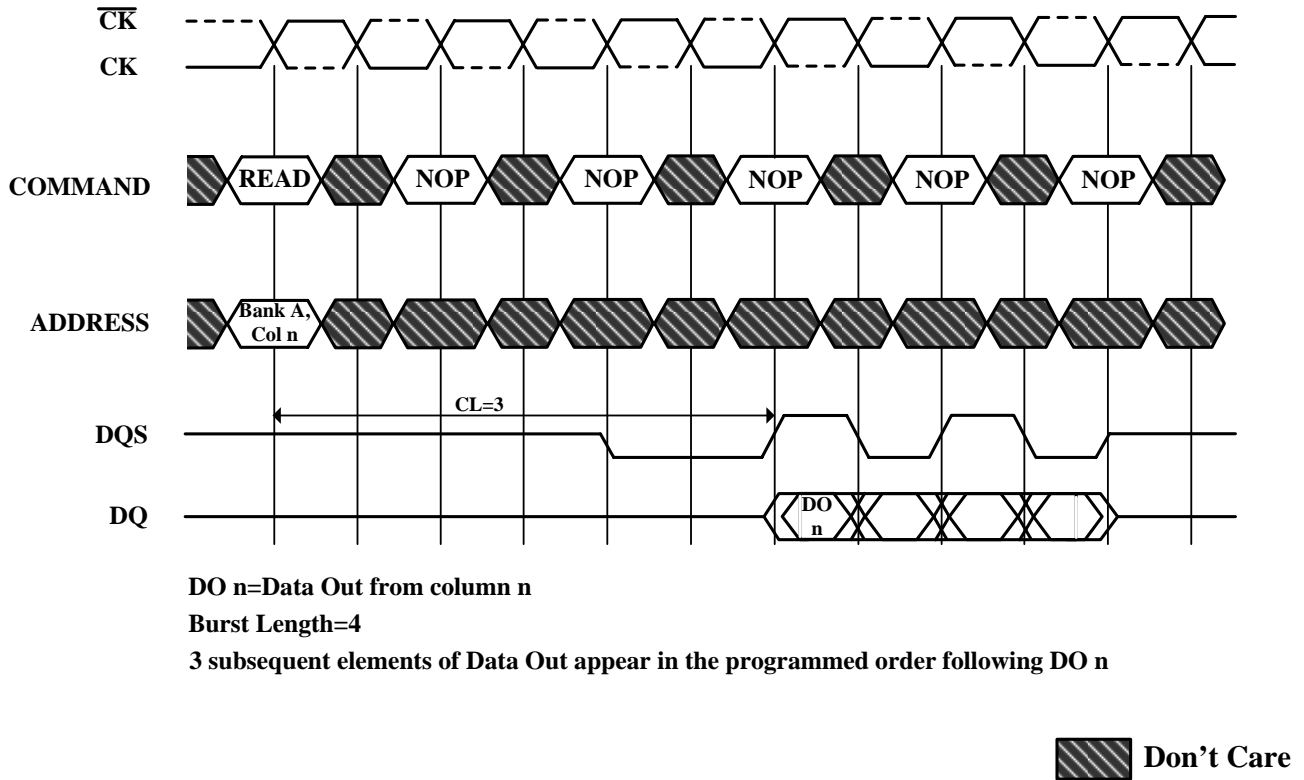 CK
CK
COMMAND READ NOP NOP NOP NOP NOP
ADDRESS Bank A,
Col n
CL=3
DQS
DQ DO
n
DO n=Data Out from column n
Burst Length=4
3 subsequent elements of Data Out appear in the programmed order following DO n
Don't Care